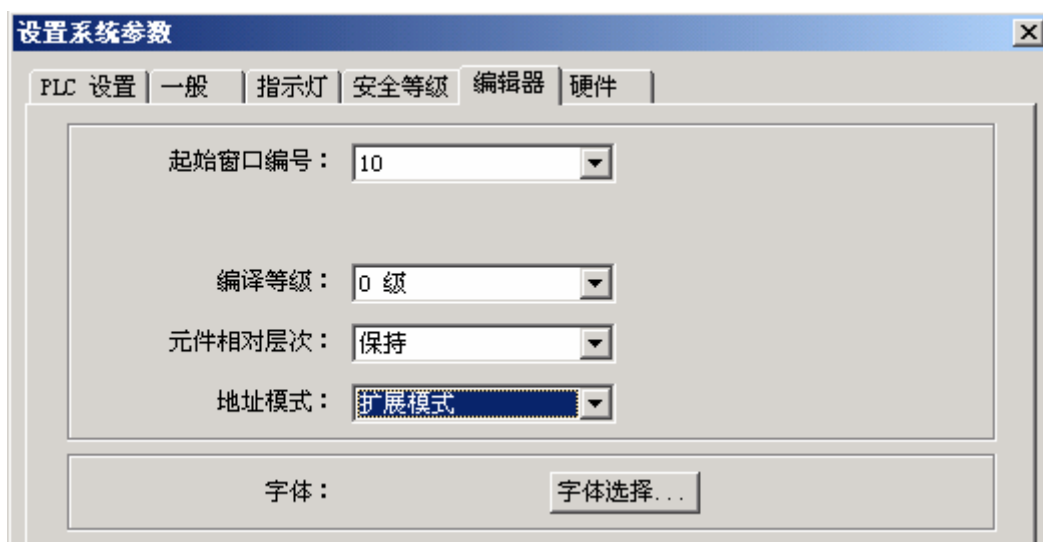 设置系统参数
PLC 设置 一般 指示灯 安全等级 编辑器 硬件
起始窗口编号： 10
编译等级： 0 级
元件相对层次： 保持
地址模式： 扩展模式
字体： 字体选择...